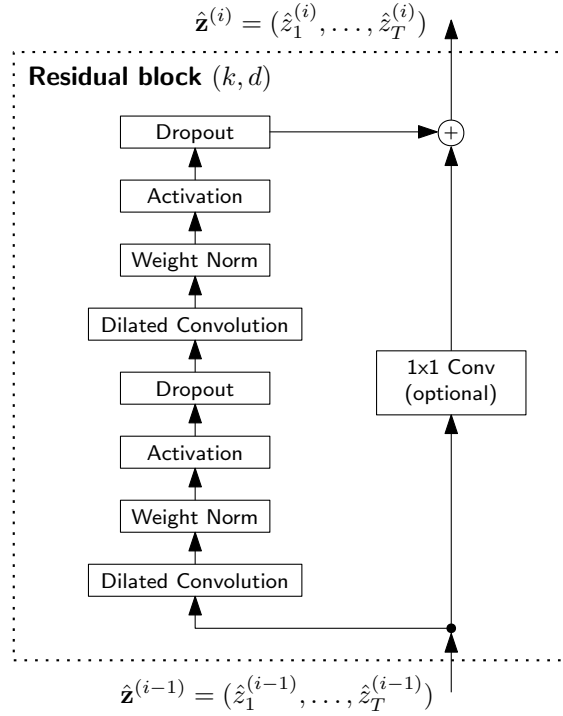 ẑ^(i) = (ẑ_1^(i), . . . , ẑ_T^(i))
Residual block (k, d)
Dropout
+
Activation
Weight Norm
Dilated Convolution
1x1 Conv
(optional)
Dropout
Activation
Weight Norm
Dilated Convolution
ẑ^(i−1) = (ẑ_1^(i−1), . . . , ẑ_T^(i−1))